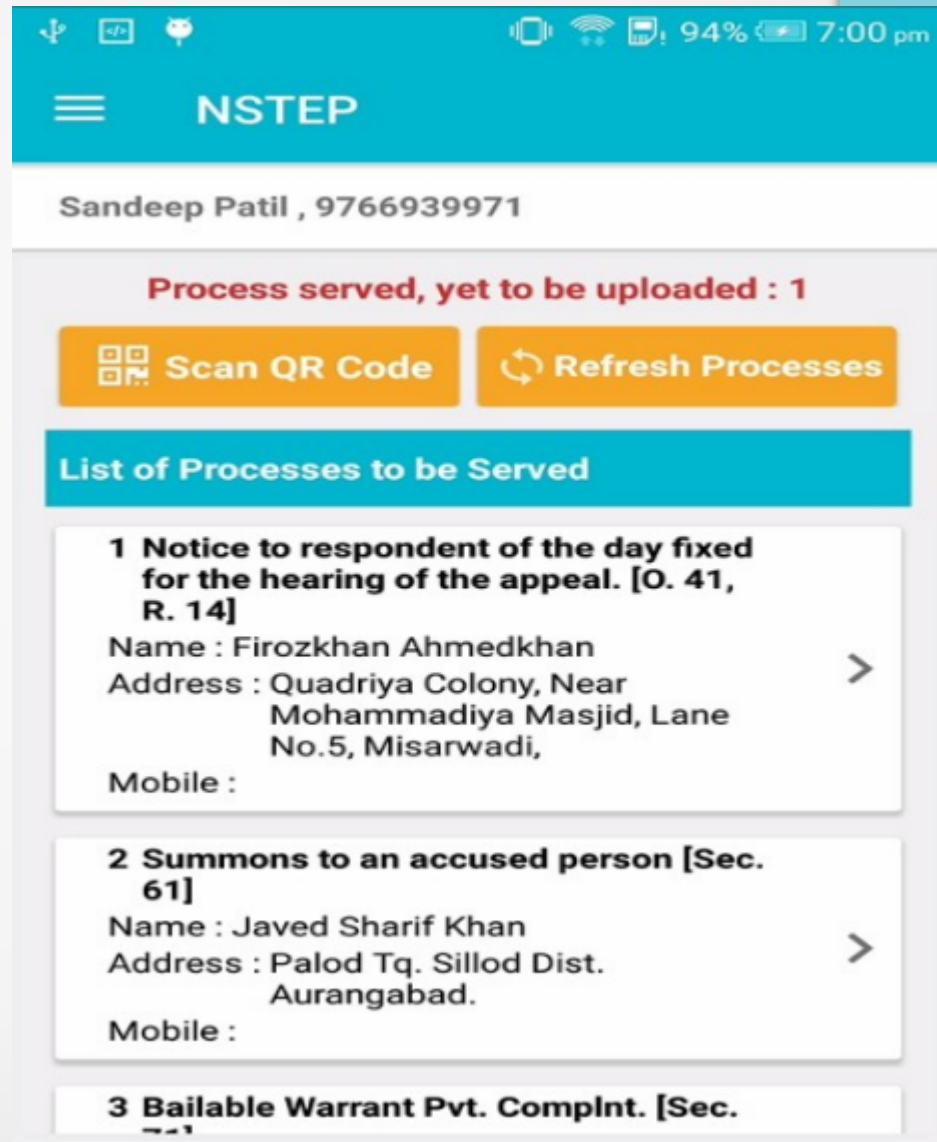 94% 7:00 pm
NSTEP
Sandeep Patil , 9766939971
Process served, yet to be uploaded : 1
Scan QR Code
Refresh Processes
List of Processes to be Served
1 Notice to respondent of the day fixed
for the hearing of the appeal. [O. 41,
R. 14]
Name : Firozkhan Ahmedkhan
Address : Quadriya Colony, Near
Mohammadiya Masjid, Lane
No.5, Misarwadi,
Mobile :
2 Summons to an accused person [Sec.
61]
Name : Javed Sharif Khan
Address : Palod Tq. Sillod Dist.
Aurangabad.
Mobile :
3 Bailable Warrant Pvt. Complnt. [Sec.